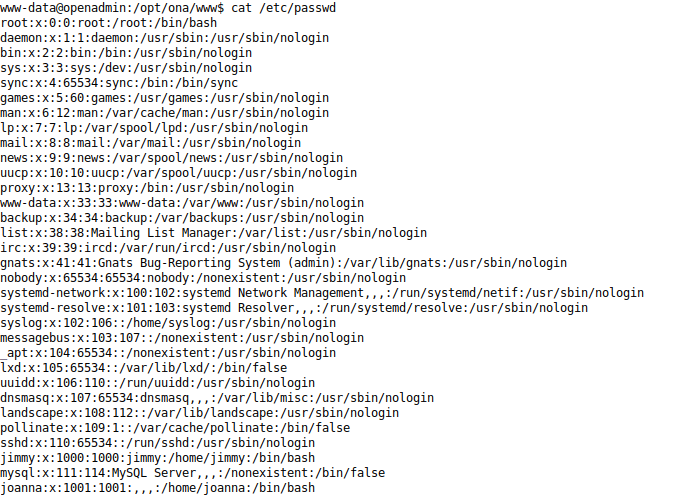 www-data@openadmin:/opt/ona/www$ cat /etc/passwd
root:x:0:0:root:/root:/bin/bash
daemon:x:1:1:daemon:/usr/sbin:/usr/sbin/nologin
bin:x:2:2:bin:/bin:/usr/sbin/nologin
sys:x:3:3:sys:/dev:/usr/sbin/nologin
sync:x:4:65534:sync:/bin:/bin/sync
games:x:5:60:games:/usr/games:/usr/sbin/nologin
man:x:6:12:man:/var/cache/man:/usr/sbin/nologin
lp:x:7:7:lp:/var/spool/lpd:/usr/sbin/nologin
mail:x:8:8:mail:/var/mail:/usr/sbin/nologin
news:x:9:9:news:/var/spool/news:/usr/sbin/nologin
uucp:x:10:10:uucp:/var/spool/uucp:/usr/sbin/nologin
proxy:x:13:13:proxy:/bin:/usr/sbin/nologin
www-data:x:33:33:www-data:/var/www:/usr/sbin/nologin
backup:x:34:34:backup:/var/backups:/usr/sbin/nologin
list:x:38:38:Mailing List Manager:/var/list:/usr/sbin/nologin
irc:x:39:39:ircd:/var/run/ircd:/usr/sbin/nologin
gnats:x:41:41:Gnats Bug-Reporting System (admin):/var/lib/gnats:/usr/sbin/nologin
nobody:x:65534:65534:nobody:/nonexistent:/usr/sbin/nologin
systemd-network:x:100:102:systemd Network Management,,,:/run/systemd/netif:/usr/sbin/nologin
systemd-resolve:x:101:103:systemd Resolver,,,:/run/systemd/resolve:/usr/sbin/nologin
syslog:x:102:106::/home/syslog:/usr/sbin/nologin
messagebus:x:103:107::/nonexistent:/usr/sbin/nologin
_apt:x:104:65534::/nonexistent:/usr/sbin/nologin
lxd:x:105:65534::/var/lib/lxd/:/bin/false
uuidd:x:106:110::/run/uuidd:/usr/sbin/nologin
dnsmasq:x:107:65534:dnsmasq,,,:/var/lib/misc:/usr/sbin/nologin
landscape:x:108:112::/var/lib/landscape:/usr/sbin/nologin
pollinate:x:109:1::/var/cache/pollinate:/bin/false
sshd:x:110:65534::/run/sshd:/usr/sbin/nologin
jimmy:x:1000:1000:jimmy:/home/jimmy:/bin/bash
mysql:x:111:114:MySQL Server,,,:/nonexistent:/bin/false
joanna:x:1001:1001:,,,:/home/joanna:/bin/bash